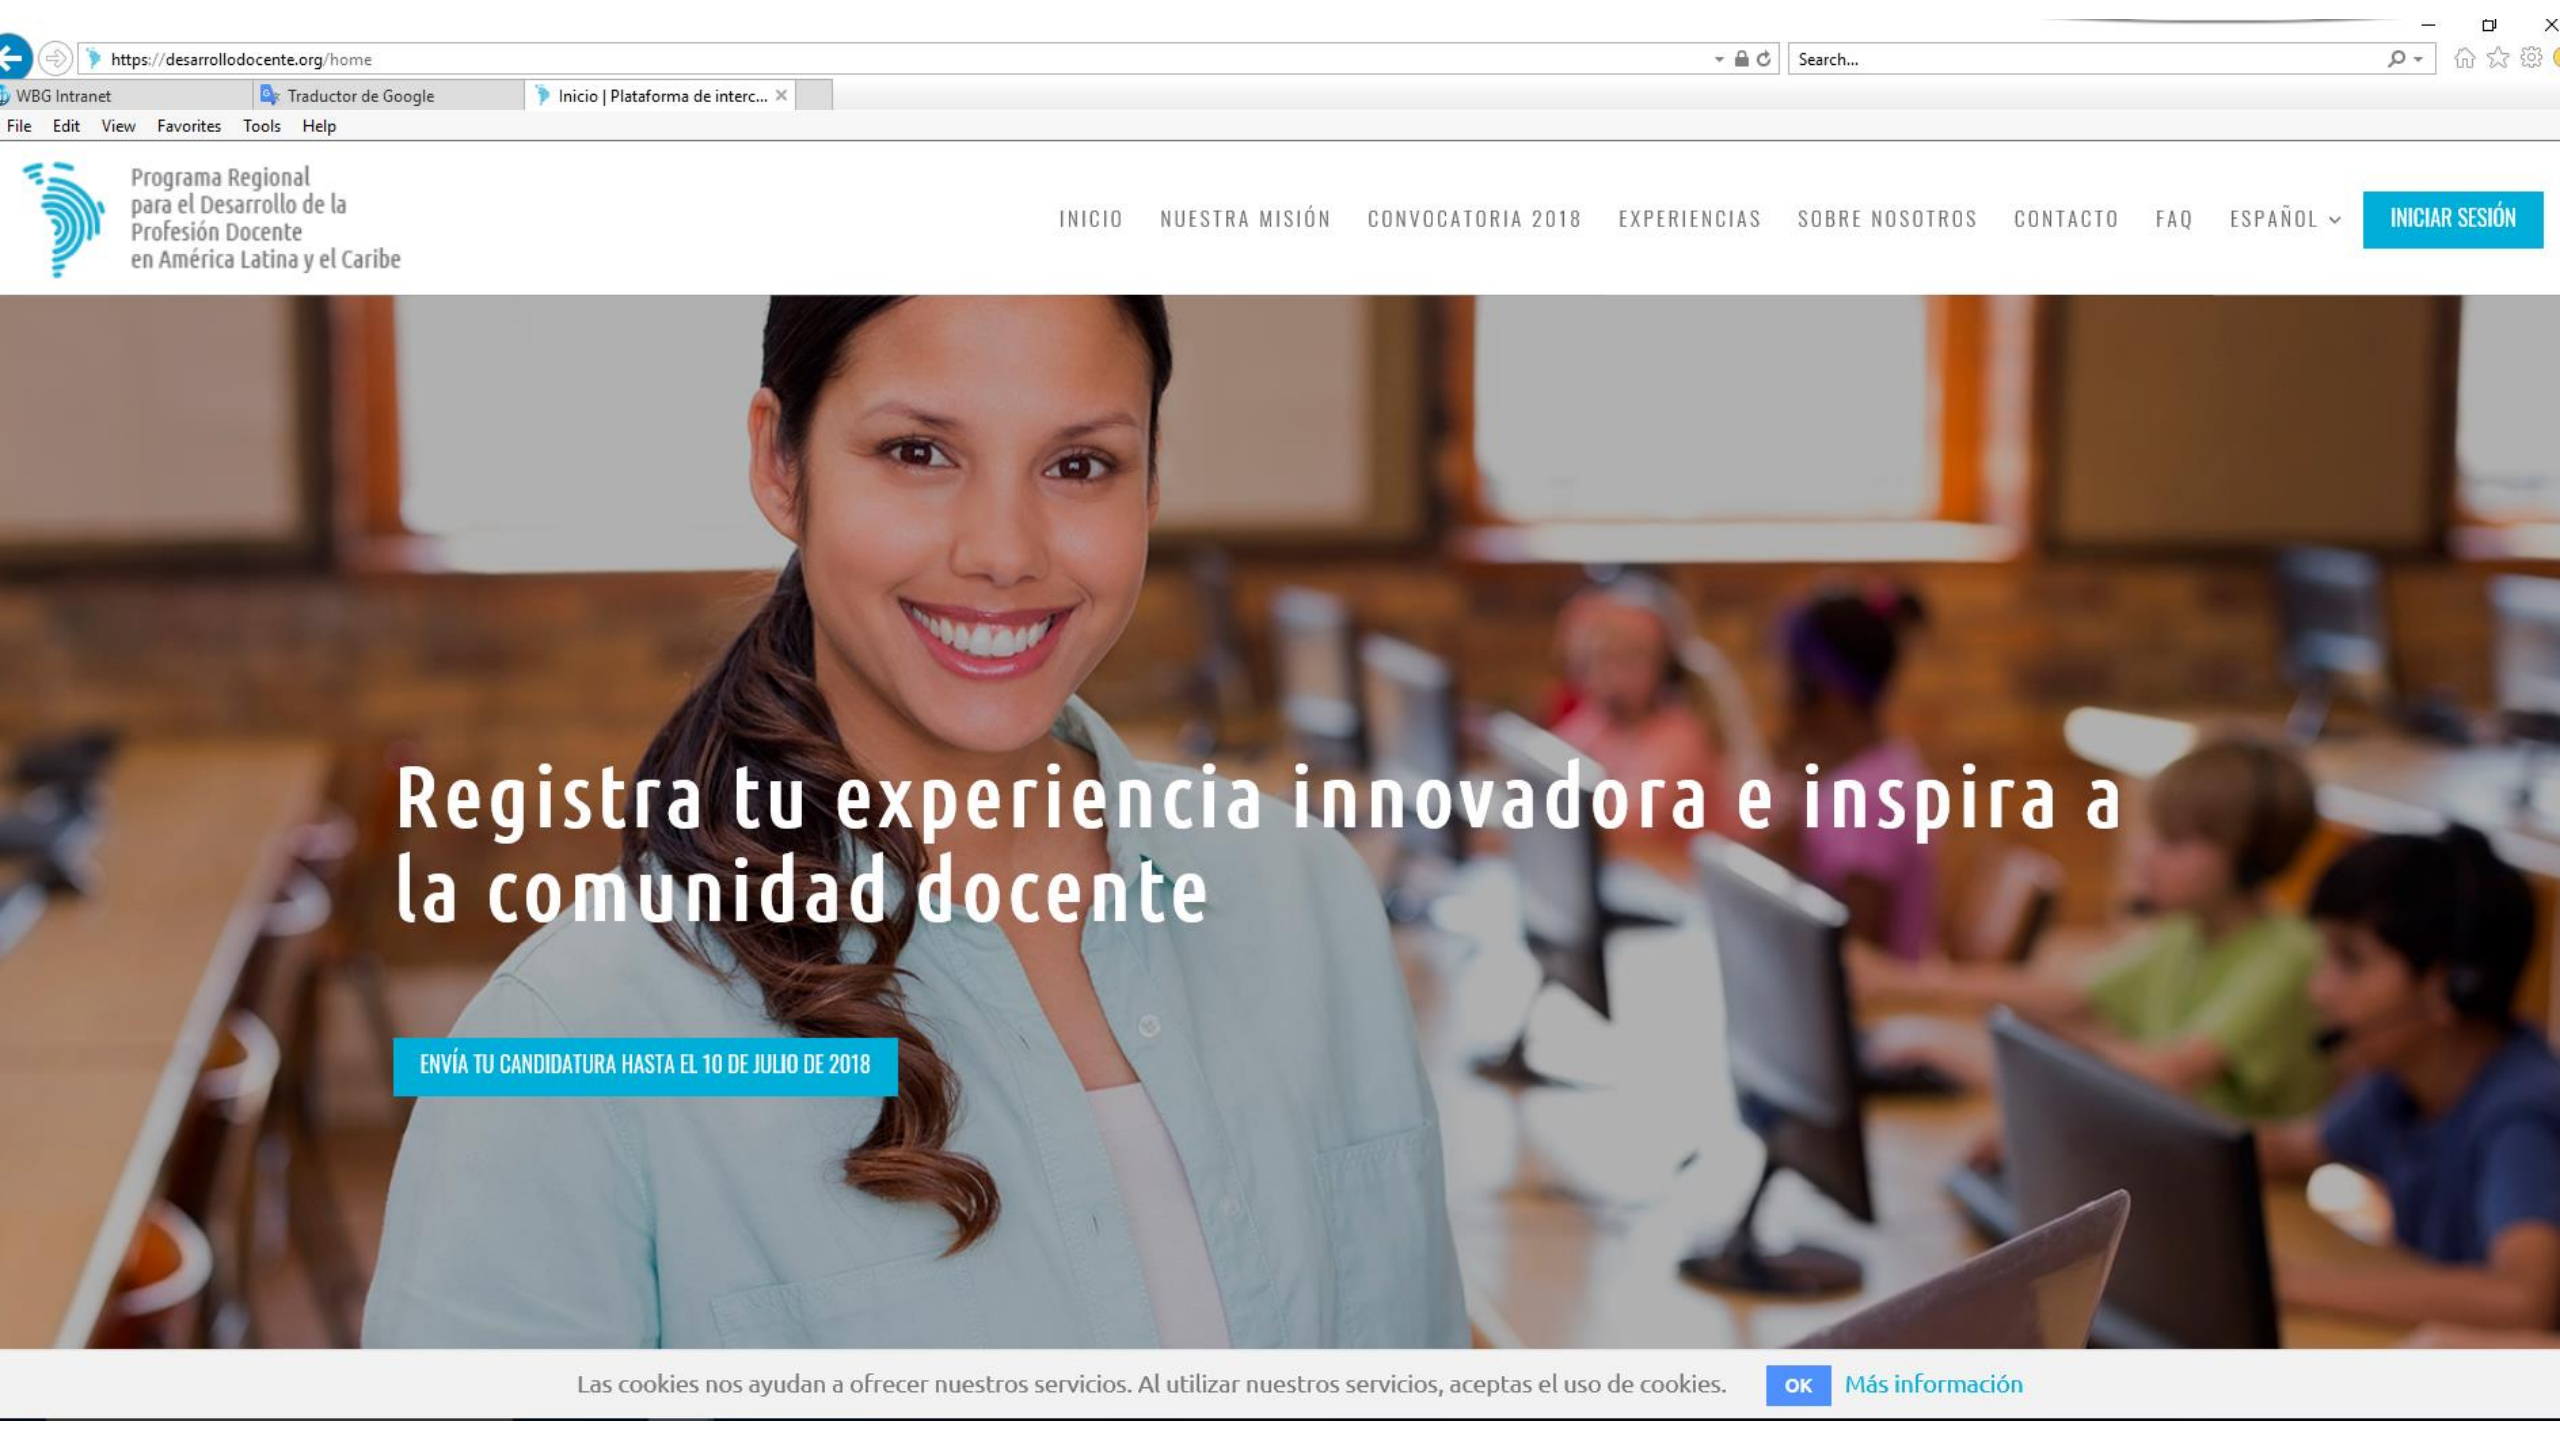 https://desarrollodocente.org/home
Search...
WBG Intranet
Traductor de Google
Inicio | Plataforma de interc...
File Edit View Favorites Tools Help
Programa Regional
para el Desarrollo de la
Profesión Docente
en América Latina y el Caribe
INICIO NUESTRA MISIÓN CONVOCATORIA 2018 EXPERIENCIAS SOBRE NOSOTROS CONTACTO FAQ ESPAÑOL INICIAR SESIÓN
Registra tu experiencia innovadora e inspira a
la comunidad docente
ENVÍA TU CANDIDATURA HASTA EL 10 DE JULIO DE 2018
Las cookies nos ayudan a ofrecer nuestros servicios. Al utilizar nuestros servicios, aceptas el uso de cookies. OK Más información